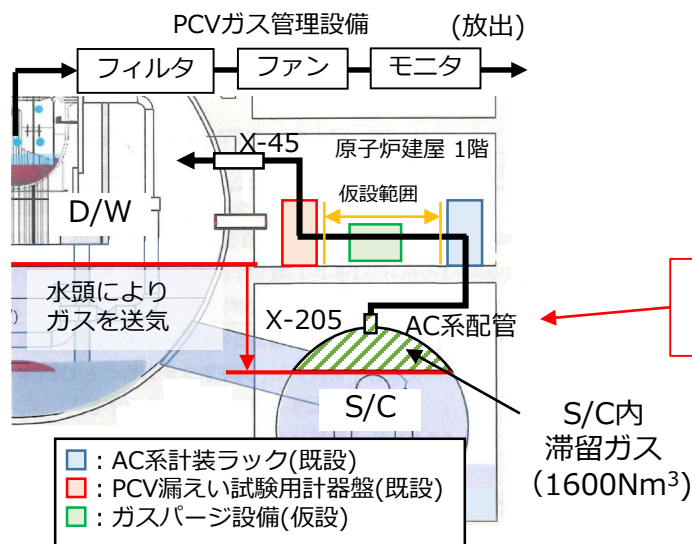 PCVガス管理設備
(放出)
フィルタ
ファン
モニタ
X-45
原子炉建屋 1階
仮設範囲
D/W
水頭により
ガスを送気
X-205
AC系配管
S/C
S/C内
滞留ガス
(1600Nm³)
: AC系計装ラック(既設)
: PCV漏えい試験用計器盤(既設)
: ガスパージ設備(仮設)